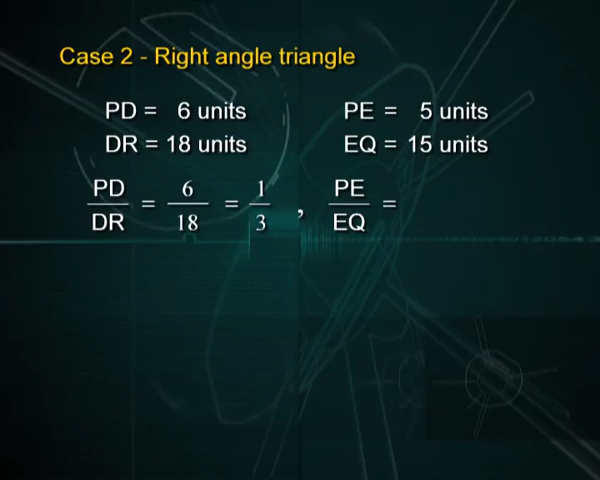 Case 2 - Right angle triangle
PD = 6 units PE = 5 units
DR = 18 units EQ = 15 units
PD/DR = 6/18 = 1/3 , PE/EQ =